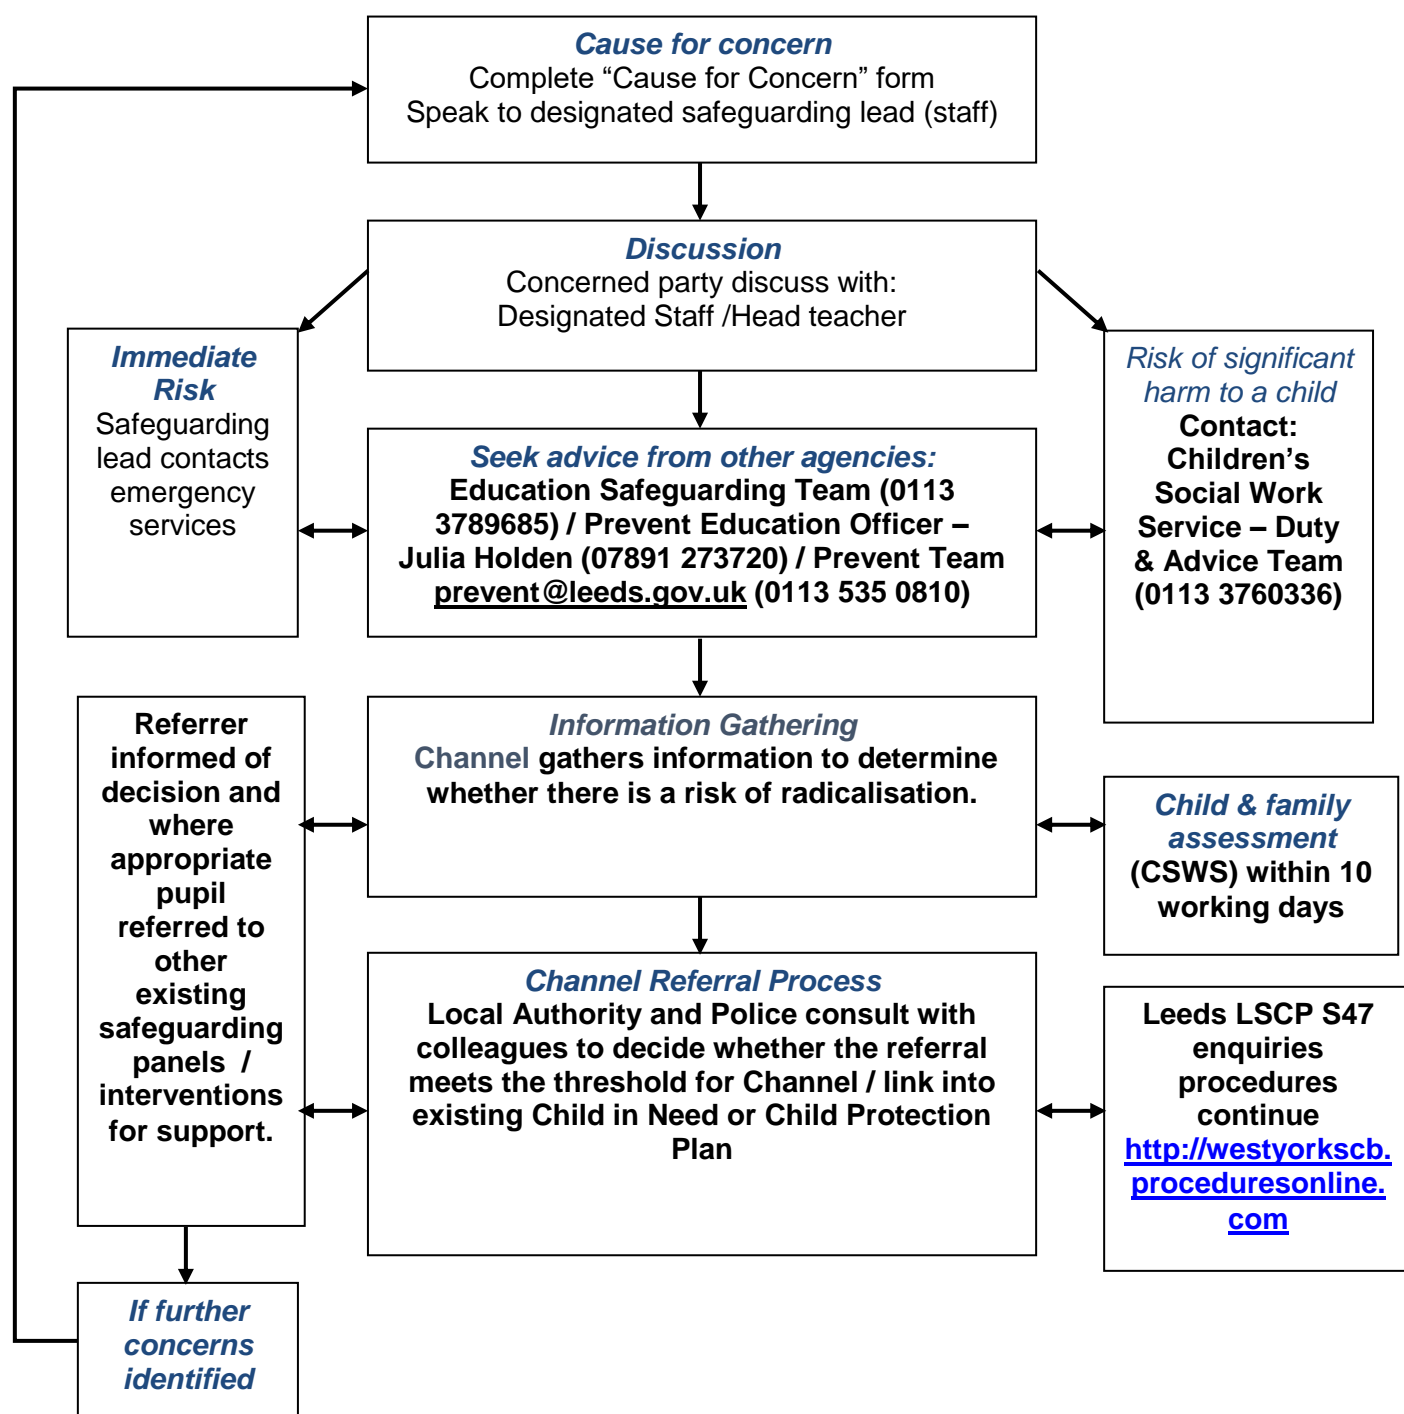 Cause for concern
Complete “Cause for Concern” form
Speak to designated safeguarding lead (staff)
Discussion
Concerned party discuss with:
Designated Staff /Head teacher
Immediate
Risk
Safeguarding
lead contacts
emergency
services
Risk of significant
harm to a child
Contact:
Children’s
Social Work
Service – Duty
& Advice Team
(0113 3760336)
Seek advice from other agencies:
Education Safeguarding Team (0113
3789685) / Prevent Education Officer –
Julia Holden (07891 273720) / Prevent Team
prevent@leeds.gov.uk (0113 535 0810)
Referrer
informed of
decision and
where
appropriate
pupil
referred to
other
existing
safeguarding
panels /
interventions
for support.
Information Gathering
Channel gathers information to determine
whether there is a risk of radicalisation.
Child & family
assessment
(CSWS) within 10
working days
Channel Referral Process
Local Authority and Police consult with
colleagues to decide whether the referral
meets the threshold for Channel / link into
existing Child in Need or Child Protection
Plan
Leeds LSCP S47
enquiries
procedures
continue
http://westyorkscb.
proceduresonline.
com
If further
concerns
identified